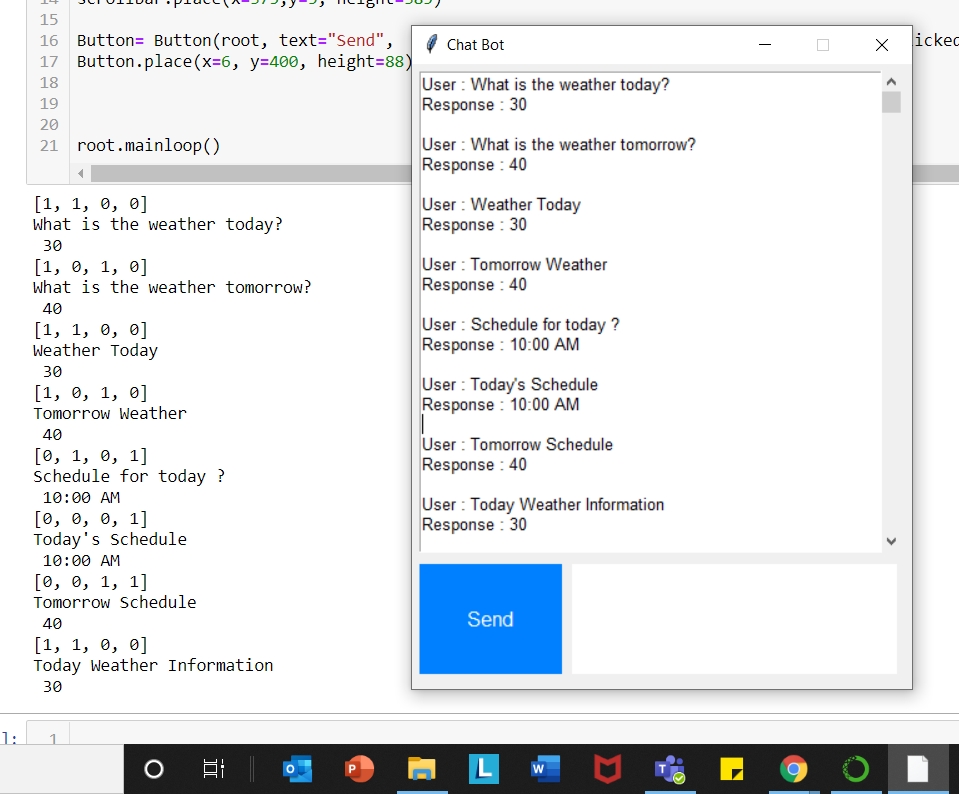 14 scrollbar.place(x=375,y=5, height=385)
15
16 Button= Button(root, text="Send", icked
17 Button.place(x=6, y=400, height=88)
18
19
20
21 root.mainloop()
[1, 1, 0, 0]
What is the weather today?
30
[1, 0, 1, 0]
What is the weather tomorrow?
40
[1, 1, 0, 0]
Weather Today
30
[1, 0, 1, 0]
Tomorrow Weather
40
[0, 1, 0, 1]
Schedule for today ?
10:00 AM
[0, 0, 0, 1]
Today's Schedule
10:00 AM
[0, 0, 1, 1]
Tomorrow Schedule
40
[1, 1, 0, 0]
Today Weather Information
30
]:
1
Chat Bot
User : What is the weather today?
Response : 30
User : What is the weather tomorrow?
Response : 40
User : Weather Today
Response : 30
User : Tomorrow Weather
Response : 40
User : Schedule for today ?
Response : 10:00 AM
User : Today's Schedule
Response : 10:00 AM
User : Tomorrow Schedule
Response : 40
User : Today Weather Information
Response : 30
Send